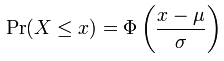 Pr(X ≤ x) = Φ((x − μ)/σ)